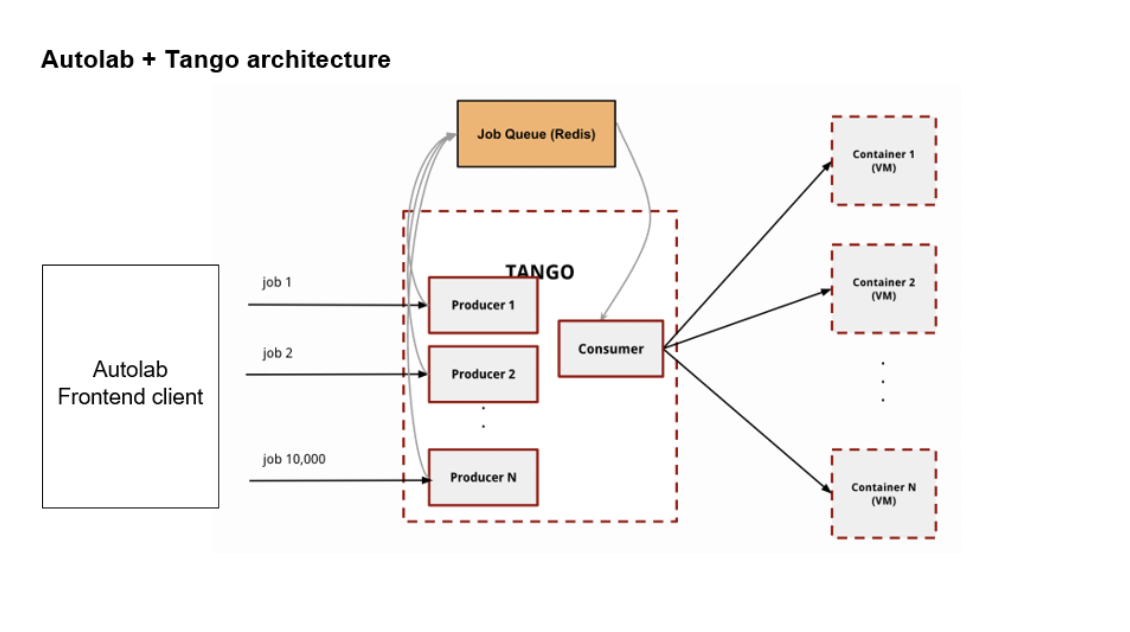 Autolab + Tango architecture
Job Queue (Redis)
TANGO
job 1
Producer 1
job 2
Producer 2
job 10,000
Producer N
Autolab
Frontend client
Consumer
Container 1
(VM)
Container 2
(VM)
Container N
(VM)